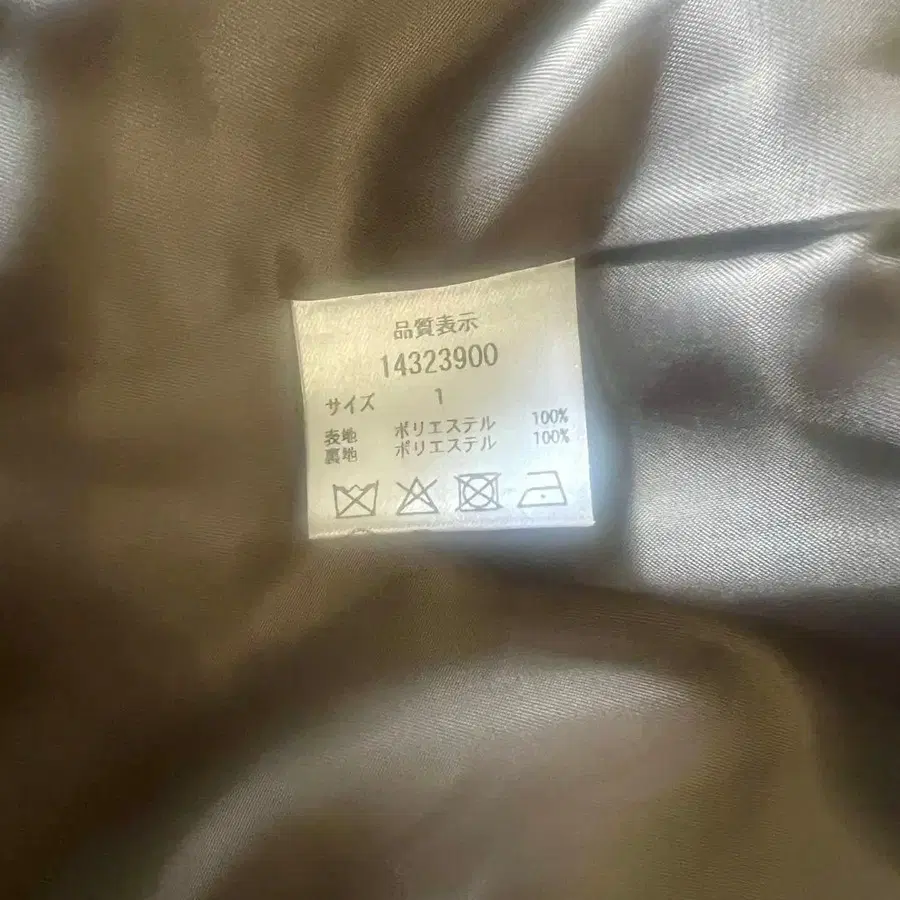 品質表示
14323900
サイズ 1
表地 ポリエステル 100%
裏地 ポリエステル 100%